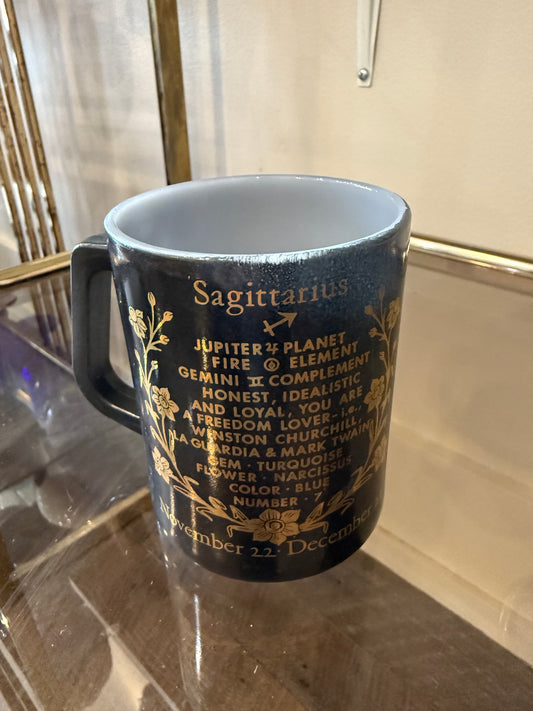 Sagittarius
♐
JUPITER ♃ PLANET
FIRE ELEMENT
GEMINI ♊ COMPLEMENT
HONEST, IDEALISTIC
AND LOYAL, YOU ARE
A FREEDOM LOVER - i.e.,
WINSTON CHURCHILL,
LA GUARDIA & MARK TWAIN
GEM · TURQUOISE
FLOWER · NARCISSUS
COLOR · BLUE
NUMBER · 7
November 22 · December